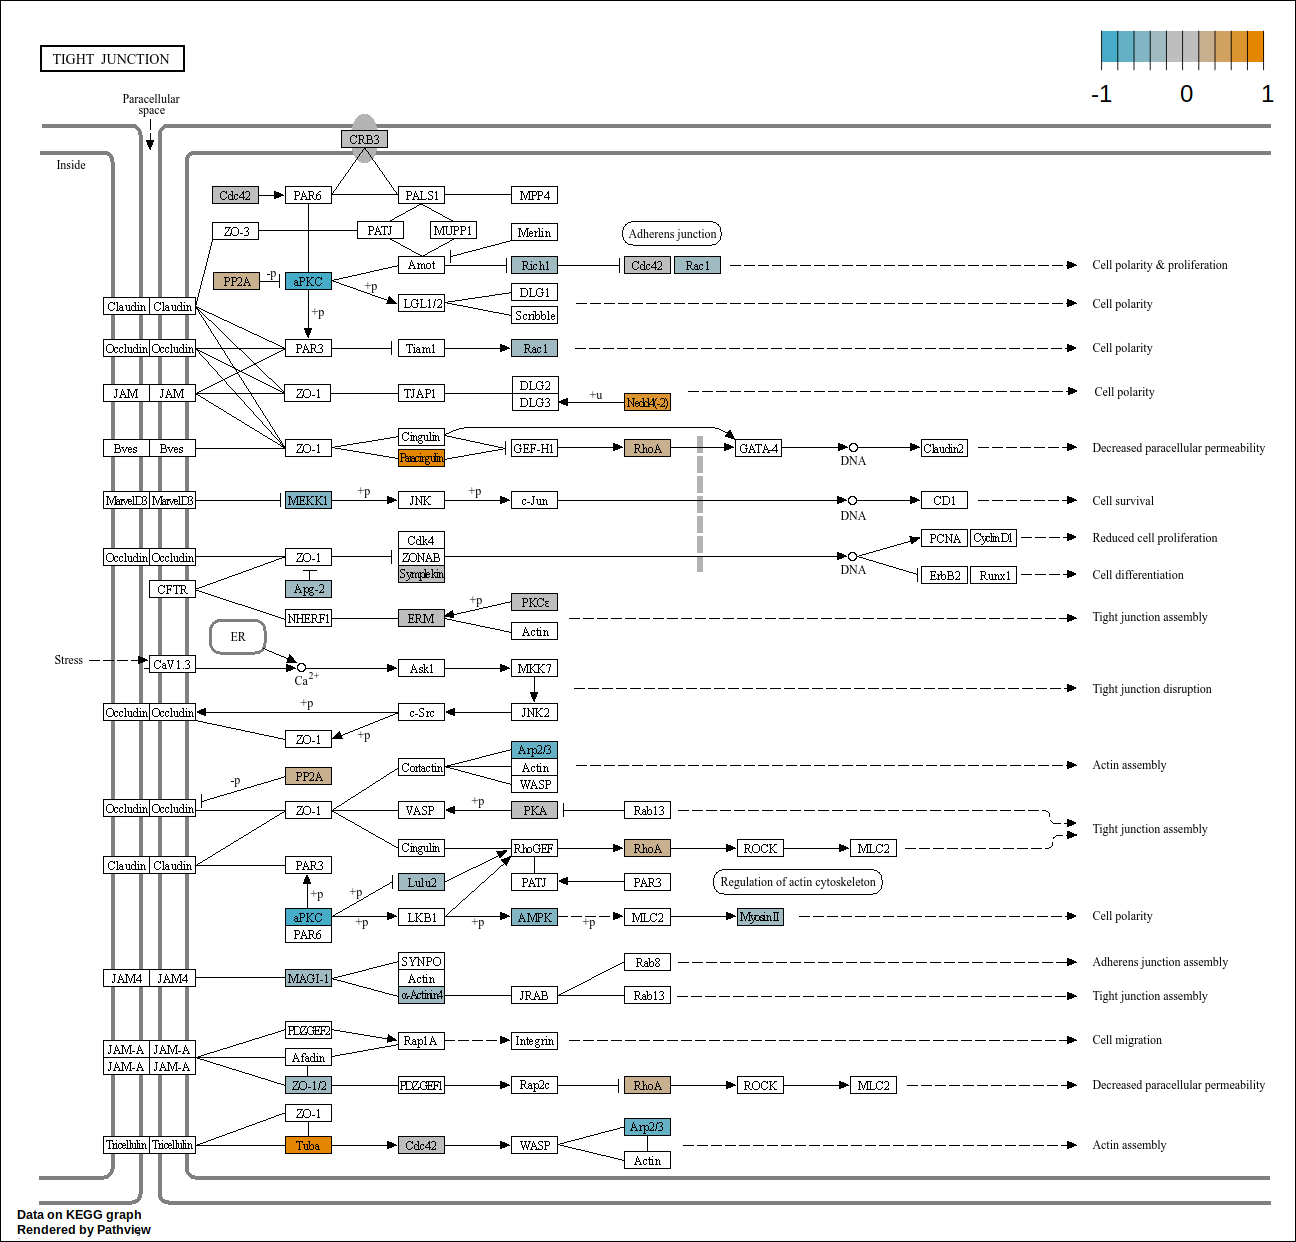 TIGHT JUNCTION
-1 0 1
Paracellular
space
Inside
CRB3
Cdc42 PAR6 PALS1 MPP4
ZO-3 PATJ MUPP1 Merlin Adherens junction
PP2A -p aPKC Amot Rich1 Cdc42 Rac1 Cell polarity & proliferation
+p
DLG1
Claudin Claudin LGL1/2 Cell polarity
+p Scribble
Occludin Occludin PAR3 Tiam1 Rac1 Cell polarity
DLG2
JAM JAM ZO-1 TJAP1 Cell polarity
DLG3 +u Nedd4(-2)
Cingulin
Bves Bves ZO-1 GEF-H1 RhoA GATA-4 DNA Claudin2 Decreased paracellular permeability
Paracingulin
MarvelD3 MarvelD3 MEKK1 +p JNK +p c-Jun DNA CD1 Cell survival
Cdk4 PCNA CyclinD1 Reduced cell proliferation
Occludin Occludin ZO-1 ZONAB DNA
Symplekin ErbB2 Runx1 Cell differentiation
CFTR Apg-2
+p PKCε
NHERF1 ERM Tight junction assembly
Actin
ER
Stress CaV1.3 Ca2+ Ask1 MKK7
Tight junction disruption
Occludin Occludin +p c-Src JNK2
ZO-1 +p
Arp2/3
Cortactin Actin Actin assembly
PP2A WASP
-p
Occludin Occludin ZO-1 VASP +p PKA Rab13
Tight junction assembly
Cingulin RhoGEF RhoA ROCK MLC2
Claudin Claudin PAR3
+p +p Lulu2 PATJ PAR3 Regulation of actin cytoskeleton
aPKC +p LKB1 +p AMPK +p MLC2 Myosin II Cell polarity
PAR6
SYNPO Rab8 Adherens junction assembly
JAM4 JAM4 MAGI-1 Actin
α-Actinin4 JRAB Rab13 Tight junction assembly
PDZGEF2
JAM-A JAM-A Rap1A Integrin Cell migration
Afadin
JAM-A JAM-A
ZO-1/2 PDZGEF1 Rap2c RhoA ROCK MLC2 Decreased paracellular permeability
ZO-1
Arp2/3
Tricellulin Tricellulin Tuba Cdc42 WASP Actin assembly
Actin
Data on KEGG graph
Rendered by Pathview